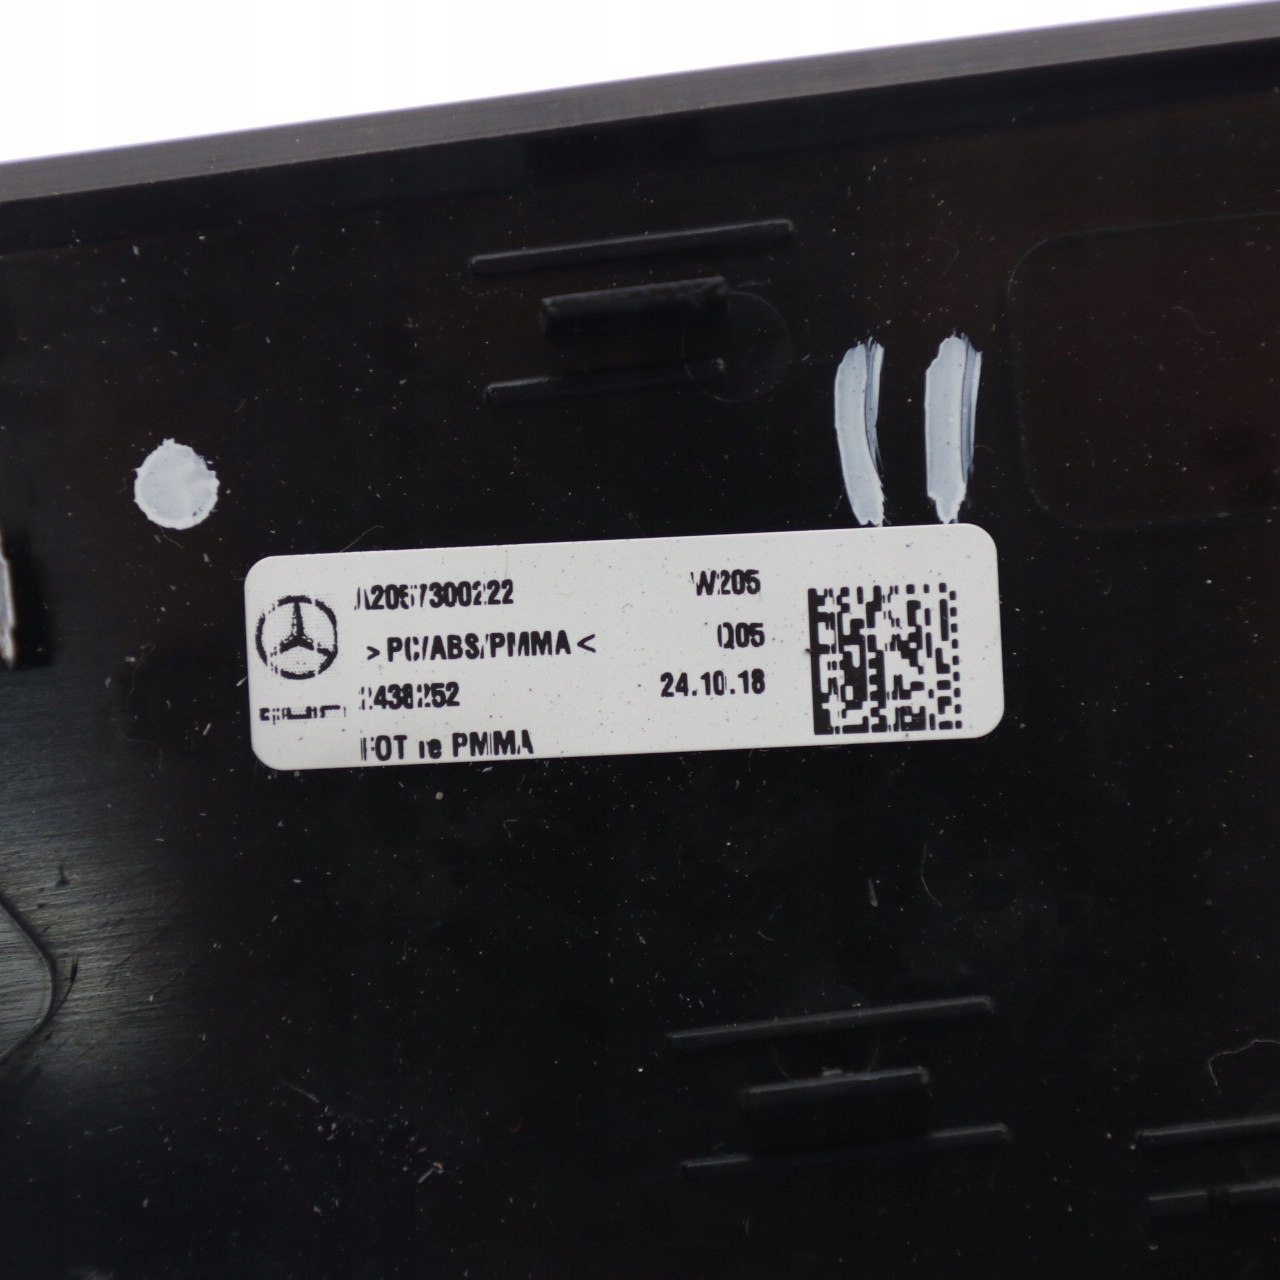 A2057300222 W205
>PC/ABS/PMMA< Q05
2438252 24.10.18
FOT re PMMA